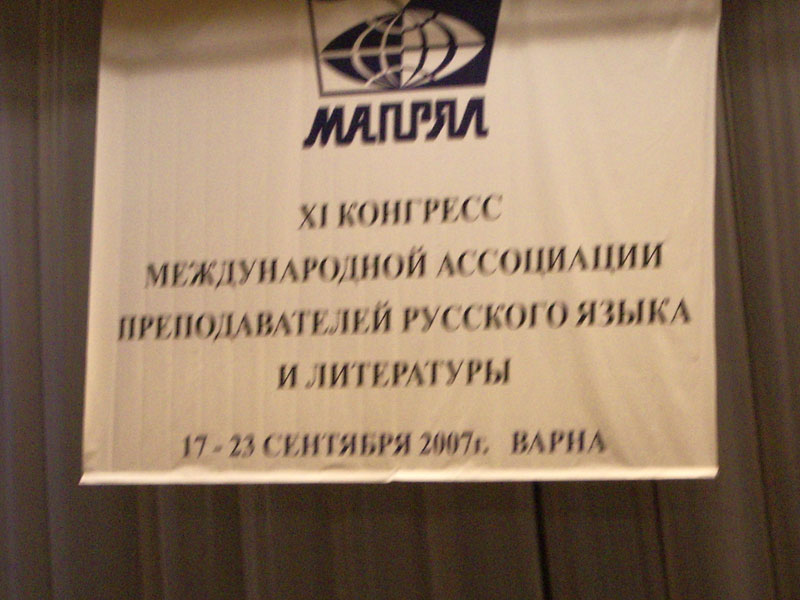 МАПРЯЛ
XI КОНГРЕСС
МЕЖДУНАРОДНОЙ АССОЦИАЦИИ
ПРЕПОДАВАТЕЛЕЙ РУССКОГО ЯЗЫКА
И ЛИТЕРАТУРЫ
17 - 23 СЕНТЯБРЯ 2007г. ВАРНА